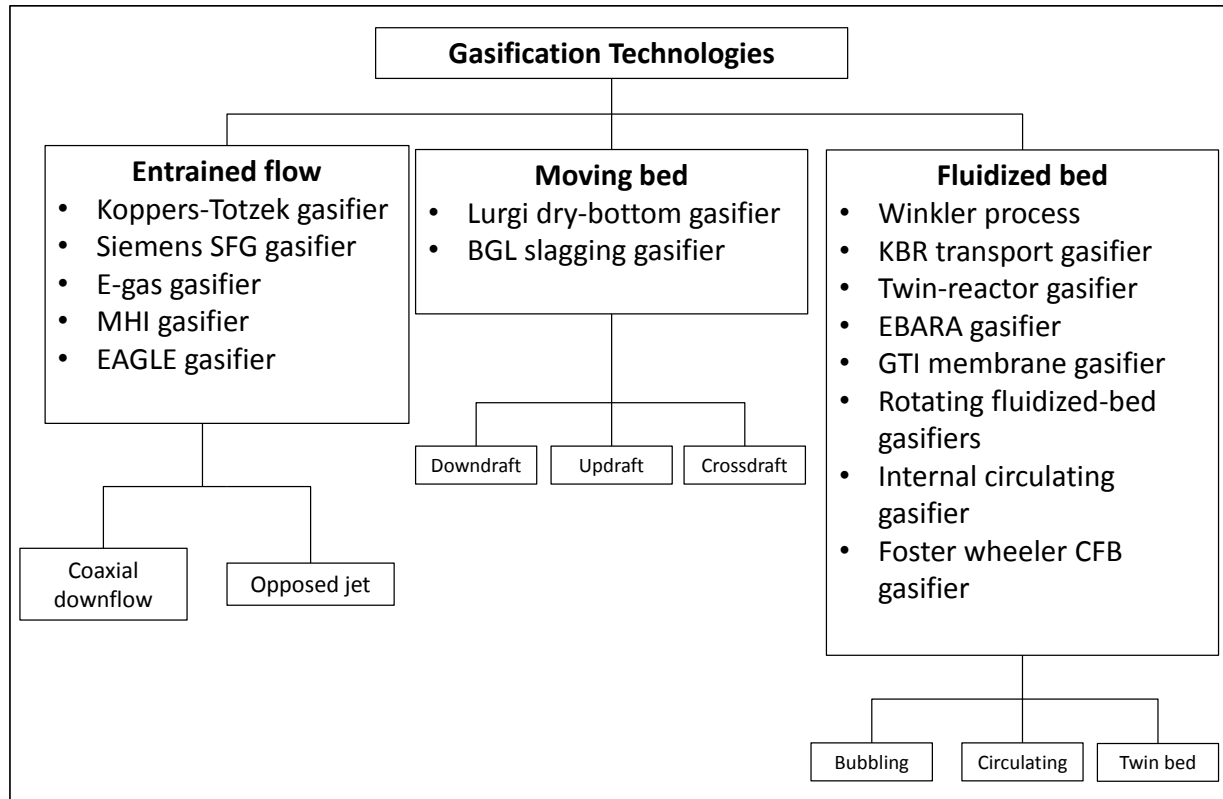 Gasification Technologies
Entrained flow
• Koppers-Totzek gasifier
• Siemens SFG gasifier
• E-gas gasifier
• MHI gasifier
• EAGLE gasifier
Coaxial
downflow
Opposed jet
Moving bed
• Lurgi dry-bottom gasifier
• BGL slagging gasifier
Downdraft
Updraft
Crossdraft
Fluidized bed
• Winkler process
• KBR transport gasifier
• Twin-reactor gasifier
• EBARA gasifier
• GTI membrane gasifier
• Rotating fluidized-bed
gasifiers
• Internal circulating
gasifier
• Foster wheeler CFB
gasifier
Bubbling
Circulating
Twin bed